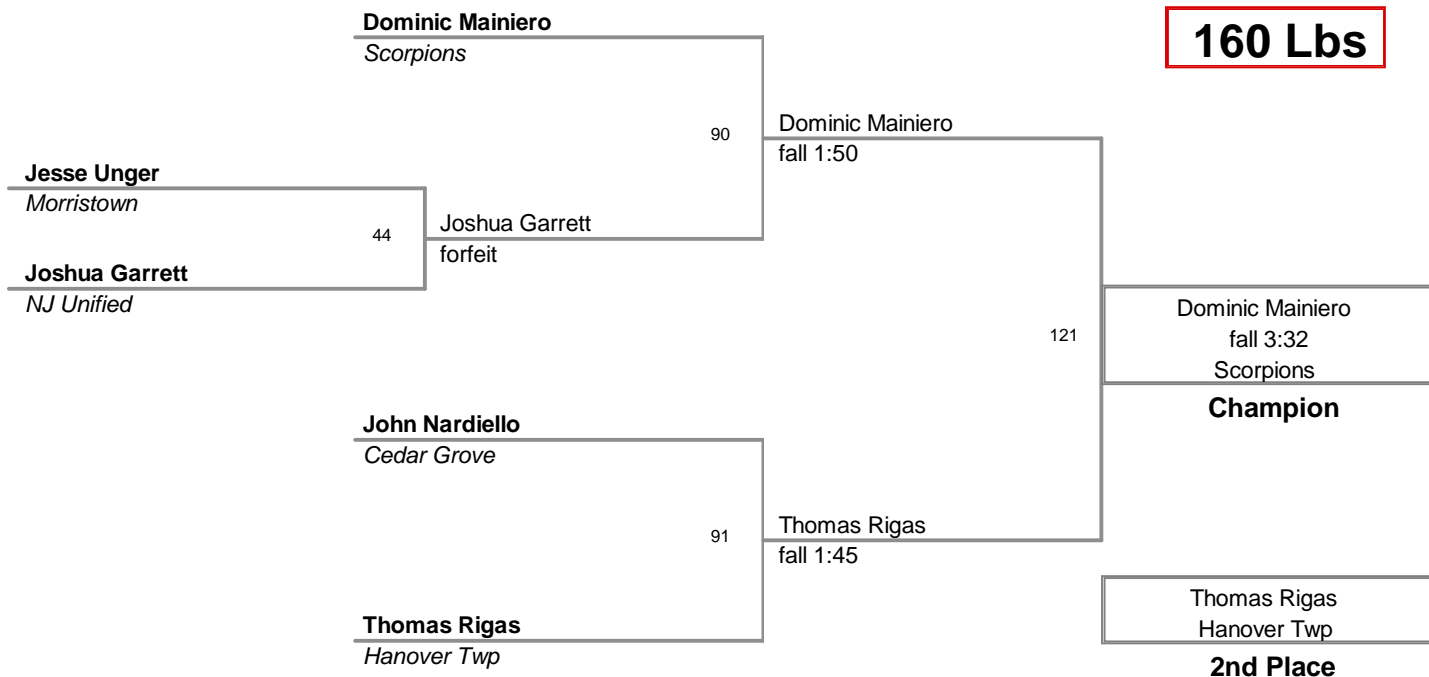 Dominic Mainiero
Scorpions
160 Lbs
90
Dominic Mainiero
fall 1:50
Jesse Unger
Morristown
44
Joshua Garrett
forfeit
Joshua Garrett
NJ Unified
121
Dominic Mainiero
fall 3:32
Scorpions
Champion
John Nardiello
Cedar Grove
91
Thomas Rigas
fall 1:45
Thomas Rigas
Hanover Twp
Thomas Rigas
Hanover Twp
2nd Place